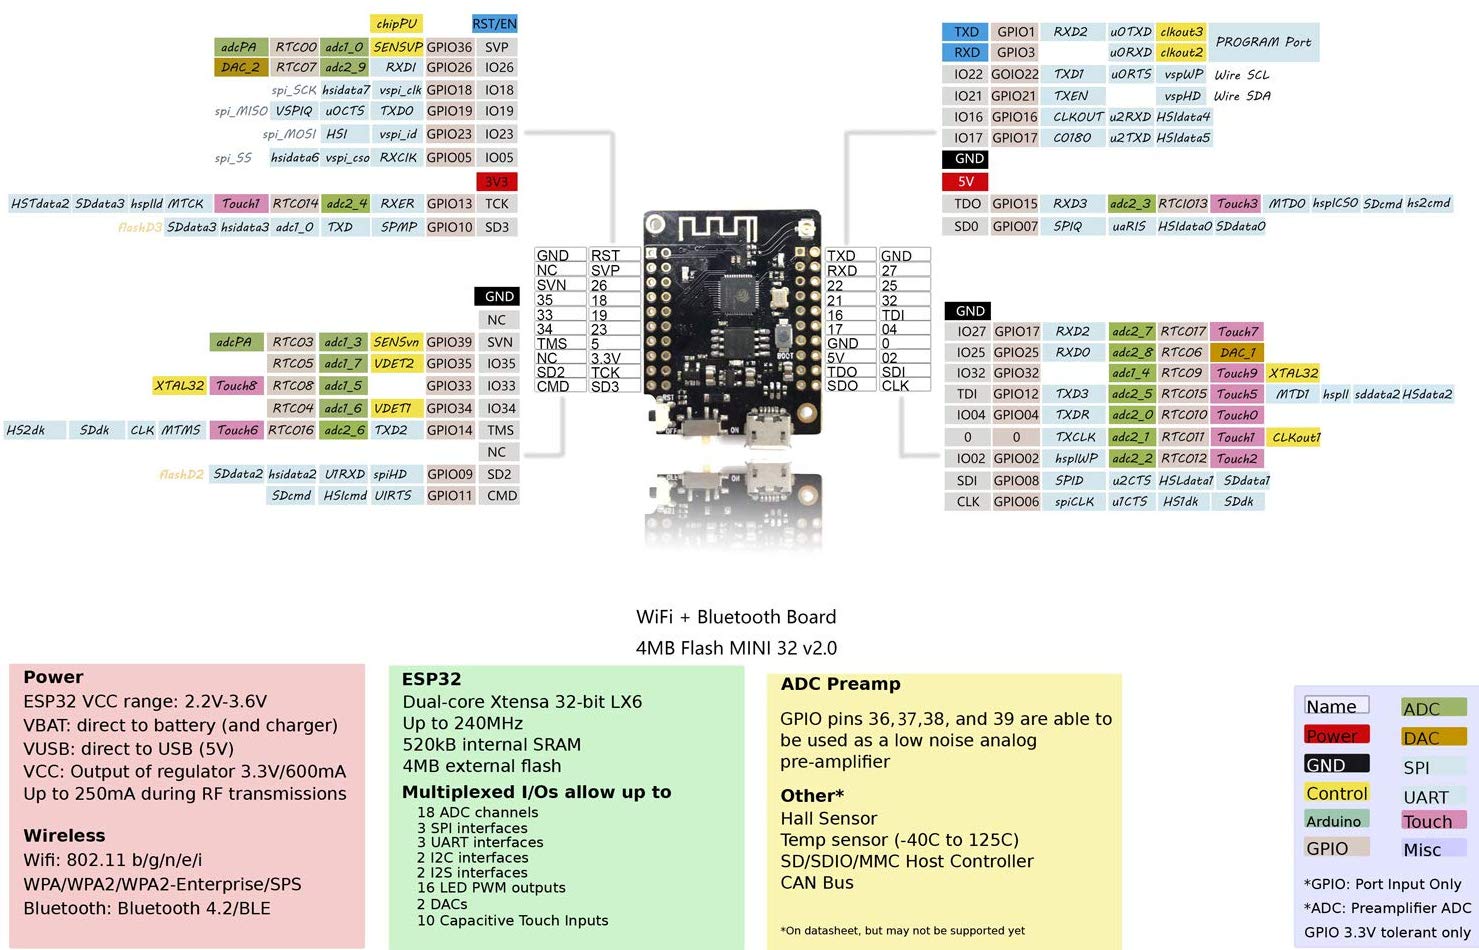 chipPU RST/EN
adcPA RTC00 adc1_0 SENSVP GPIO36 SVP
DAC_2 RTC07 adc2_9 RXD1 GPIO26 IO26
spi_SCK hsidata7 vspi_clk GPIO18 IO18
spi_MISO VSPIQ u0CTS TXD0 GPIO19 IO19
spi_MOSI HSI vspi_id GPIO23 IO23
spi_SS hsidata6 vspi_cso RXCIK GPIO05 IO05
3V3
HSTdata2 SDdata3 hsplld MTCK Touch1 RTC014 adc2_4 RXER GPIO13 TCK
flashD3 SDdata3 hsidata3 adc1_0 TXD SPMP GPIO10 SD3
TXD GPIO1 RXD2 u0TXD clkout3 PROGRAM Port
RXD GPIO3 u0RXD clkout2
IO22 GOIO22 TXD1 u0RTS vspWP Wire SCL
IO21 GPIO21 TXEN vspHD Wire SDA
IO16 GPIO16 CLKOUT u2RXD HSIdata4
IO17 GPIO17 CO180 u2TXD HSIdata5
GND
5V
TDO GPIO15 RXD3 adc2_3 RTCIO13 Touch3 MTDO hspICSO SDcmd hs2cmd
SD0 GPIO07 SPIQ uaRIS HSIdata0 SDdata0
GND RST
NC SVP
SVN 26
35 18
33 19
34 23
TMS 5
NC 3.3V
SD2 TCK
CMD SD3
TXD GND
RXD 27
22 25
21 32
16 TDI
17 04
GND 0
5V 02
TDO SDI
SDO CLK
BOOT
RST
OFF ON
GND
NC
adcPA RTC03 adc1_3 SENSvn GPIO39 SVN
RTC05 adc1_7 VDET2 GPIO35 IO35
XTAL32 Touch8 RTC08 adc1_5 GPIO33 IO33
RTC04 adc1_6 VDET1 GPIO34 IO34
HS2dk SDdk CLK MTMS Touch6 RTC016 adc2_6 TXD2 GPIO14 TMS
NC
flashD2 SDdata2 hsidata2 U1RXD spiHD GPIO09 SD2
SDcmd HSIcmd UIRTS GPIO11 CMD
GND
IO27 GPIO17 RXD2 adc2_7 RTC017 Touch7
IO25 GPIO25 RXD0 adc2_8 RTC06 DAC_1
IO32 GPIO32 adc1_4 RTC09 Touch9 XTAL32
TDI GPIO12 TXD3 adc2_5 RTC015 Touch5 MTD1 hspll sddata2 HSdata2
IO04 GPIO04 TXDR adc2_0 RTC010 Touch0
0 0 TXCLK adc2_1 RTC011 Touch1 CLKout1
IO02 GPIO02 hsplWP adc2_2 RTC012 Touch2
SDI GPIO08 SPID u2CTS HSLdata1 SDdata1
CLK GPIO06 spiCLK u1CTS HS1dk SDdk
WiFi + Bluetooth Board
4MB Flash MINI 32 v2.0
Power
ESP32 VCC range: 2.2V-3.6V
VBAT: direct to battery (and charger)
VUSB: direct to USB (5V)
VCC: Output of regulator 3.3V/600mA
Up to 250mA during RF transmissions
Wireless
Wifi: 802.11 b/g/n/e/i
WPA/WPA2/WPA2-Enterprise/SPS
Bluetooth: Bluetooth 4.2/BLE
ESP32
Dual-core Xtensa 32-bit LX6
Up to 240MHz
520kB internal SRAM
4MB external flash
Multiplexed I/Os allow up to
18 ADC channels
3 SPI interfaces
3 UART interfaces
2 I2C interfaces
2 I2S interfaces
16 LED PWM outputs
2 DACs
10 Capacitive Touch Inputs
ADC Preamp
GPIO pins 36,37,38, and 39 are able to
be used as a low noise analog
pre-amplifier
Other*
Hall Sensor
Temp sensor (-40C to 125C)
SD/SDIO/MMC Host Controller
CAN Bus
*On datasheet, but may not be supported yet
Name ADC
Power DAC
GND SPI
Control UART
Arduino Touch
GPIO Misc
*GPIO: Port Input Only
*ADC: Preamplifier ADC
GPIO 3.3V tolerant only